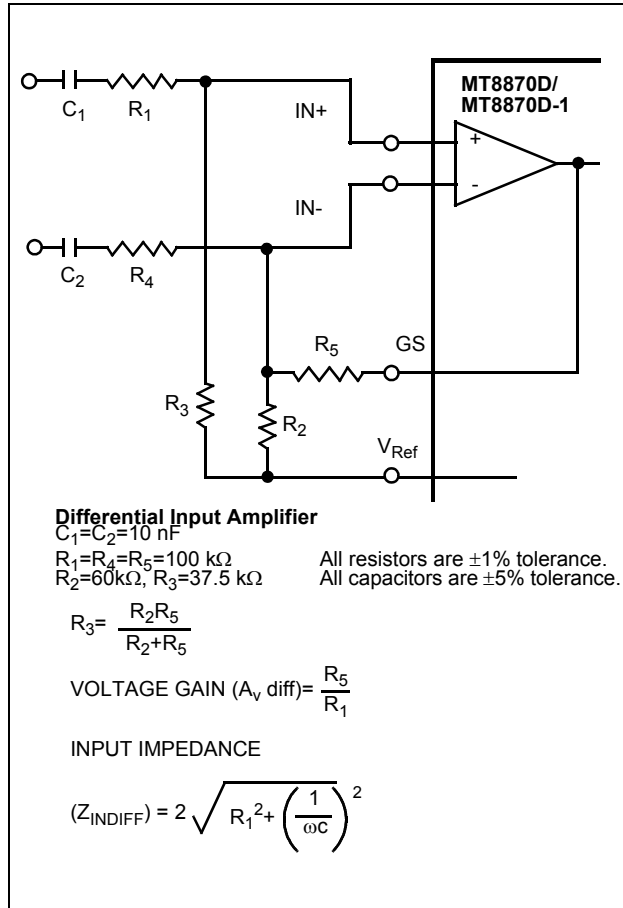 MT8870D/
MT8870D-1
C₁
R₁
IN+
+
-
IN-
C₂
R₄
R₅
GS
R₃
R₂
V_Ref
Differential Input Amplifier
C₁=C₂=10 nF
R₁=R₄=R₅=100 kΩ All resistors are ±1% tolerance.
R₂=60kΩ, R₃=37.5 kΩ All capacitors are ±5% tolerance.
R₃= R₂R₅ / R₂+R₅
VOLTAGE GAIN (Aᵥ diff)= R₅ / R₁
INPUT IMPEDANCE
(Z_INDIFF) = 2 √ R₁²+ (1 / ωc) ²